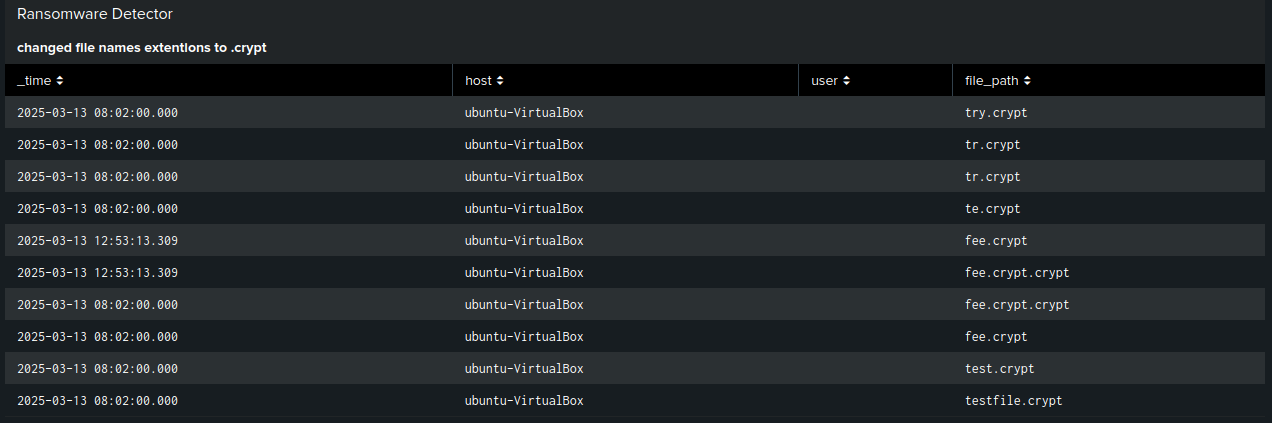 Ransomware Detector
changed file names extentions to .crypt
_time host user file_path
2025-03-13 08:02:00.000 ubuntu-VirtualBox try.crypt
2025-03-13 08:02:00.000 ubuntu-VirtualBox tr.crypt
2025-03-13 08:02:00.000 ubuntu-VirtualBox tr.crypt
2025-03-13 08:02:00.000 ubuntu-VirtualBox te.crypt
2025-03-13 12:53:13.309 ubuntu-VirtualBox fee.crypt
2025-03-13 12:53:13.309 ubuntu-VirtualBox fee.crypt.crypt
2025-03-13 08:02:00.000 ubuntu-VirtualBox fee.crypt.crypt
2025-03-13 08:02:00.000 ubuntu-VirtualBox fee.crypt
2025-03-13 08:02:00.000 ubuntu-VirtualBox test.crypt
2025-03-13 08:02:00.000 ubuntu-VirtualBox testfile.crypt